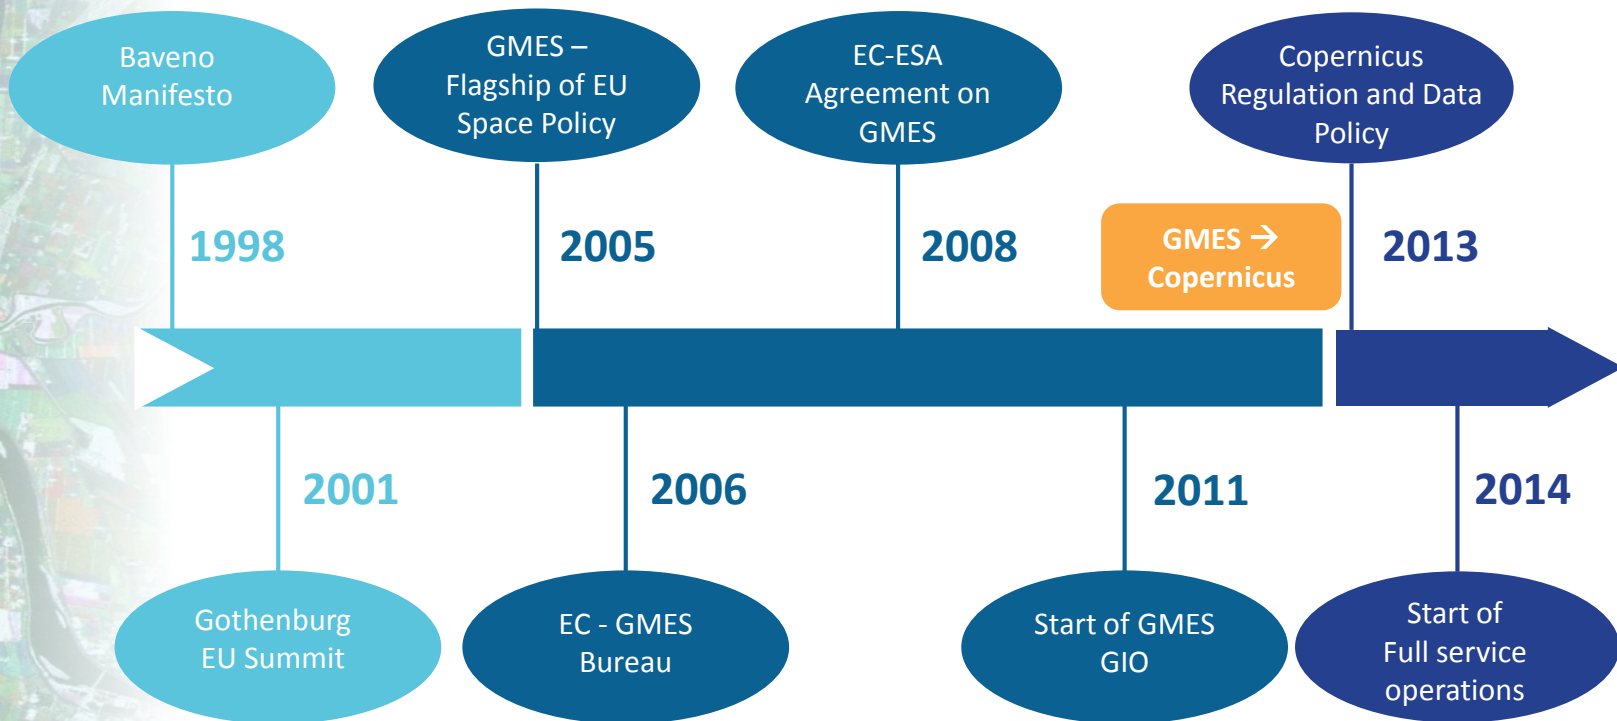 Baveno
Manifesto
GMES –
Flagship of EU
Space Policy
EC-ESA
Agreement on
GMES
Copernicus
Regulation and Data
Policy
1998
2005
2008
GMES →
Copernicus
2013
2001
2006
2011
2014
Gothenburg
EU Summit
EC - GMES
Bureau
Start of GMES
GIO
Start of
Full service
operations